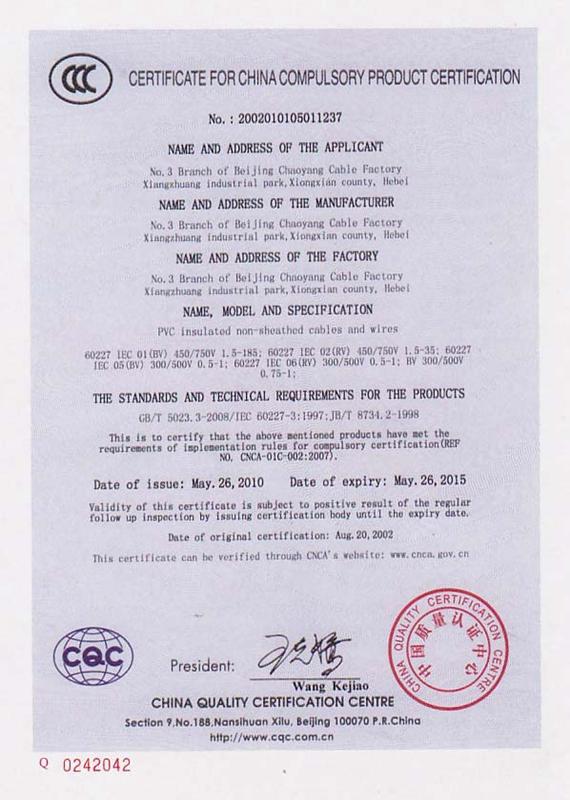 CCC
CERTIFICATE FOR CHINA COMPULSORY PRODUCT CERTIFICATION
No. : 2002010105011237
NAME AND ADDRESS OF THE APPLICANT
No.3 Branch of Beijing Chaoyang Cable Factory
Xiangzhuang industrial park,Xiongxian county, Hebei
NAME AND ADDRESS OF THE MANUFACTURER
No.3 Branch of Beijing Chaoyang Cable Factory
Xiangzhuang industrial park,Xiongxian county, Hebei
NAME AND ADDRESS OF THE FACTORY
No.3 Branch of Beijing Chaoyang Cable Factory
Xiangzhuang industrial park,Xiongxian county, Hebei
NAME, MODEL AND SPECIFICATION
PVC insulated non-sheathed cables and wires
60227 IEC 01(BV) 450/750V 1.5-185; 60227 IEC 02(RV) 450/750V 1.5-35; 60227
IEC 05(BV) 300/500V 0.5-1; 60227 IEC 06(RV) 300/500V 0.5-1; BV 300/500V
0.75-1;
THE STANDARDS AND TECHNICAL REQUIREMENTS FOR THE PRODUCTS
GB/T 5023.3-2008/IEC 60227-3:1997;JB/T 8734.2-1998
This is to certify that the above mentioned products have met the
requirements of implementation rules for compulsory certification(REF
NO. CNCA-01C-002:2007).
Date of issue: May.26,2010 Date of expiry: May.26,2015
Validity of this certificate is subject to positive result of the regular
follow up inspection by issuing certification body until the expiry date.
Date of original certification: Aug.20,2002
This certificate can be verified through CNCA's website: www.cnca.gov.cn
CQC
President:
Wang Kejiao
CHINA QUALITY CERTIFICATION CENTRE
中国质量认证中心
CHINA QUALITY CERTIFICATION CENTRE
Section 9,No.188,Nansihuan Xilu, Beijing 100070 P.R.China
http://www.cqc.com.cn
Q 0242042